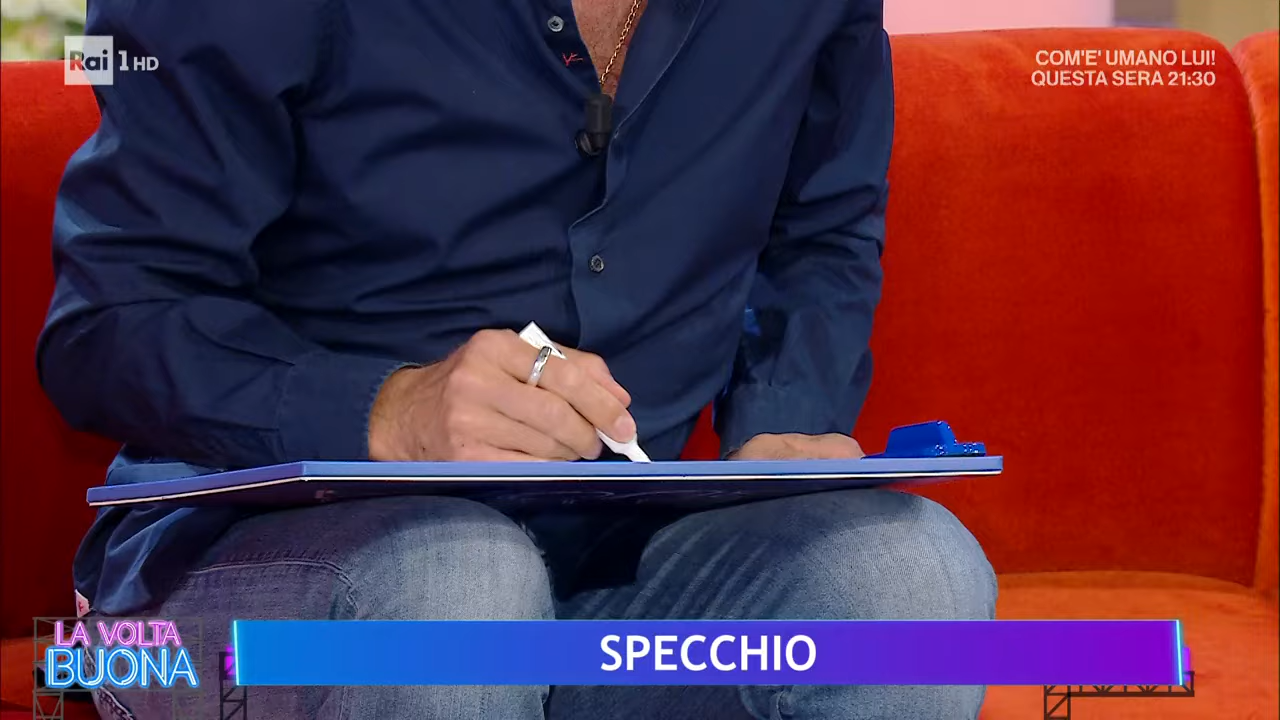 Rai 1 HD
COM'E' UMANO LUI!
QUESTA SERA 21:30
LA VOLTA
BUONA
SPECCHIO